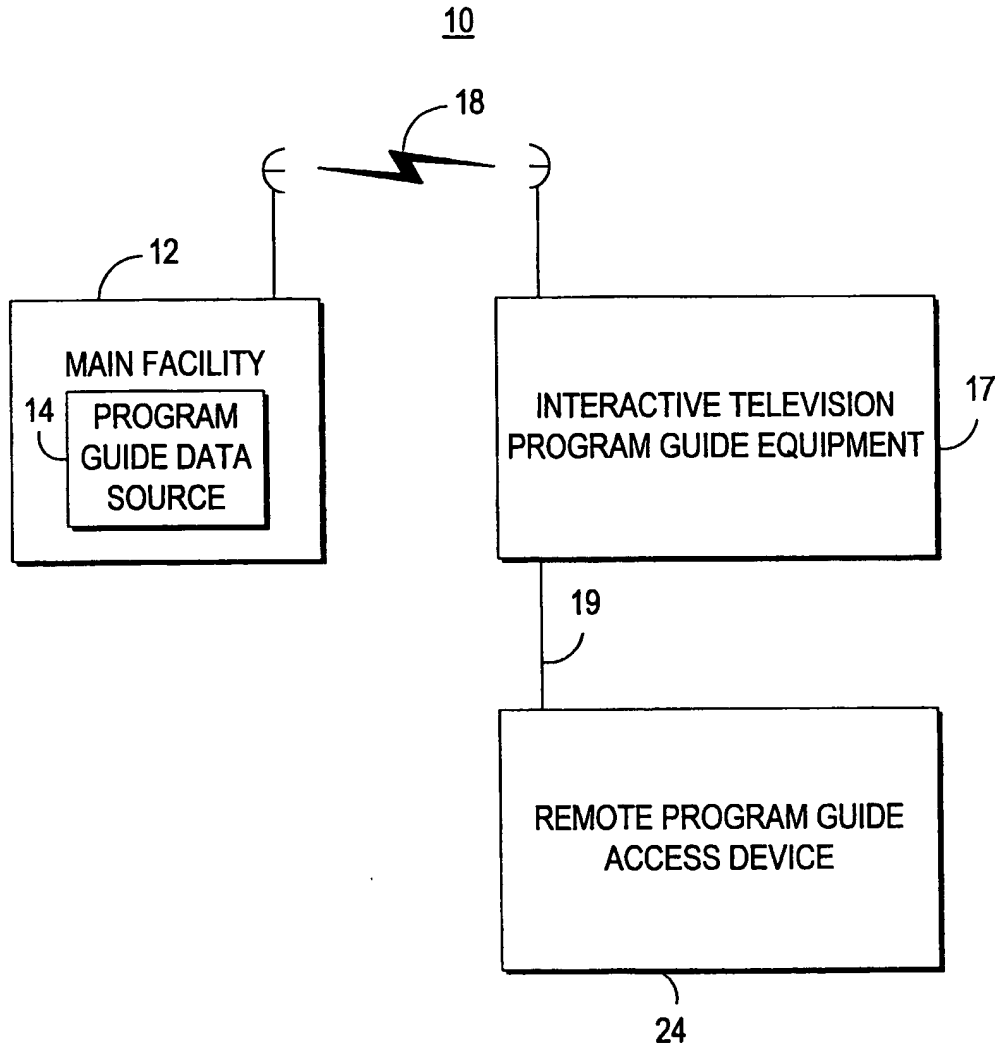 10
18
12
MAIN FACILITY
14
PROGRAM
GUIDE DATA
SOURCE
INTERACTIVE TELEVISION
PROGRAM GUIDE EQUIPMENT
17
19
REMOTE PROGRAM GUIDE
ACCESS DEVICE
24